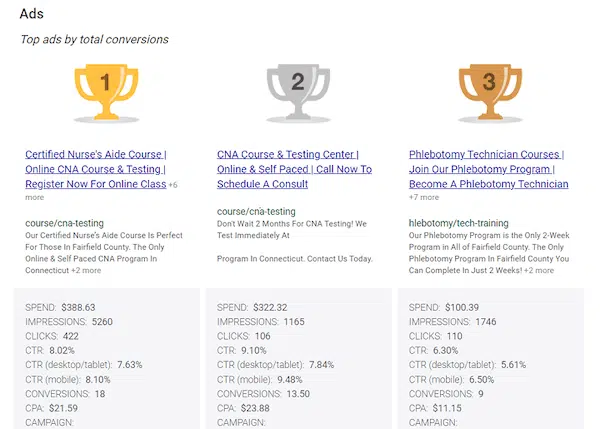 Ads
Top ads by total conversions
1
2
3
Certified Nurse's Aide Course |
Online CNA Course & Testing |
Register Now For Online Class +6
more
course/cna-testing
Our Certified Nurse's Aide Course Is Perfect
For Those In Fairfield County. The Only
Online & Self Paced CNA Program In
Connecticut +2 more
SPEND: $388.63
IMPRESSIONS: 5260
CLICKS: 422
CTR: 8.02%
CTR (desktop/tablet): 7.63%
CTR (mobile): 8.10%
CONVERSIONS: 18
CPA: $21.59
CAMPAIGN:
CNA Course & Testing Center |
Online & Self Paced | Call Now To
Schedule A Consult
course/cna-testing
Don't Wait 2 Months For CNA Testing! We
Test Immediately At
Program In Connecticut. Contact Us Today.
SPEND: $322.32
IMPRESSIONS: 1165
CLICKS: 106
CTR: 9.10%
CTR (desktop/tablet): 7.84%
CTR (mobile): 9.48%
CONVERSIONS: 13.50
CPA: $23.88
CAMPAIGN:
Phlebotomy Technician Courses |
Join Our Phlebotomy Program |
Become A Phlebotomy Technician
+7 more
hlebotomy/tech-training
Our Phlebotomy Program is the Only 2-Week
Program in All of Fairfield County. The Only
Phlebotomy Program In Fairfield County You
Can Complete In Just 2 Weeks! +2 more
SPEND: $100.39
IMPRESSIONS: 1746
CLICKS: 110
CTR: 6.30%
CTR (desktop/tablet): 5.61%
CTR (mobile): 6.50%
CONVERSIONS: 9
CPA: $11.15
CAMPAIGN: